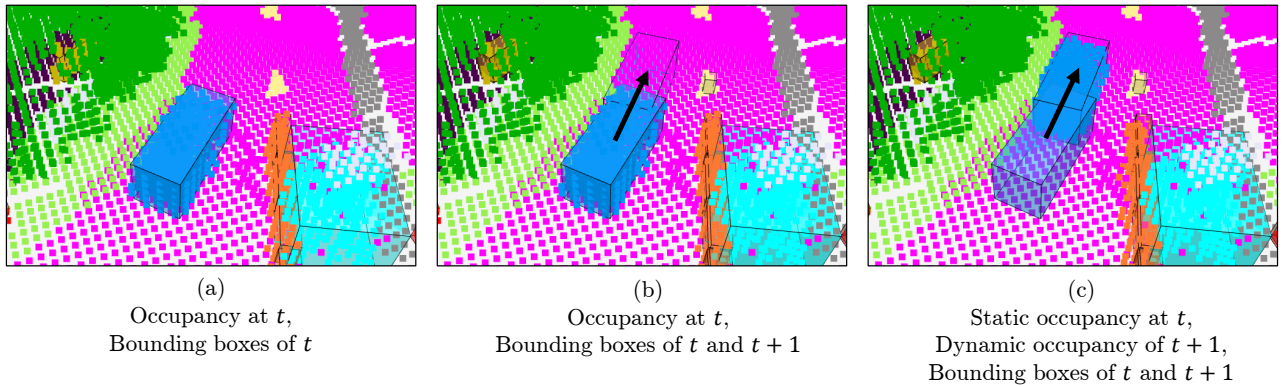 (a)
Occupancy at t,
Bounding boxes of t
(b)
Occupancy at t,
Bounding boxes of t and t + 1
(c)
Static occupancy at t,
Dynamic occupancy of t + 1,
Bounding boxes of t and t + 1